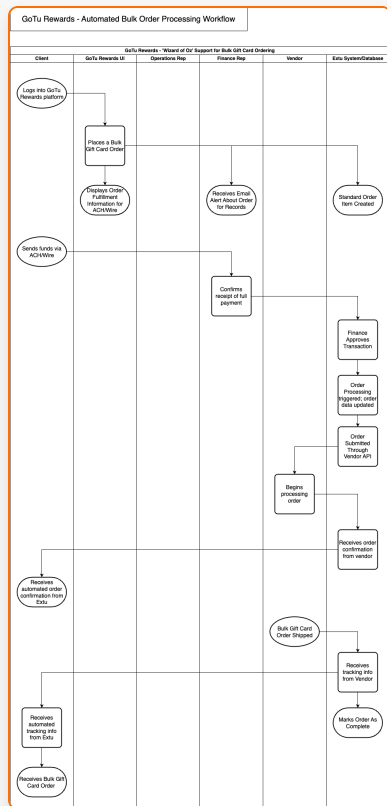 GoTu Rewards - Automated Bulk Order Processing Workflow
GoTu Rewards - 'Wizard of Oz' Support for Bulk Gift Card Ordering
Client
GoTu Rewards UI
Operations Rep
Finance Rep
Vendor
Extu System/Database
Logs into GoTu
Rewards platform
Places a Bulk
Gift Card Order
Displays Order
Fulfillment
Information for
ACH/Wire
Receives Email
Alert About Order
for Records
Standard Order
Item Created
Sends funds via
ACH/Wire
Confirms
receipt of full
payment
Finance
Approves
Transaction
Order
Processing
triggered; order
data updated
Order
Submitted
Through
Vendor API
Begins
processing
order
Receives order
confirmation
from vendor
Receives
automated order
confirmation from
Extu
Bulk Gift Card
Order Shipped
Receives
tracking info
from Vendor
Receives
automated
tracking info
from Extu
Marks Order As
Complete
Receives Bulk Gift
Card Order